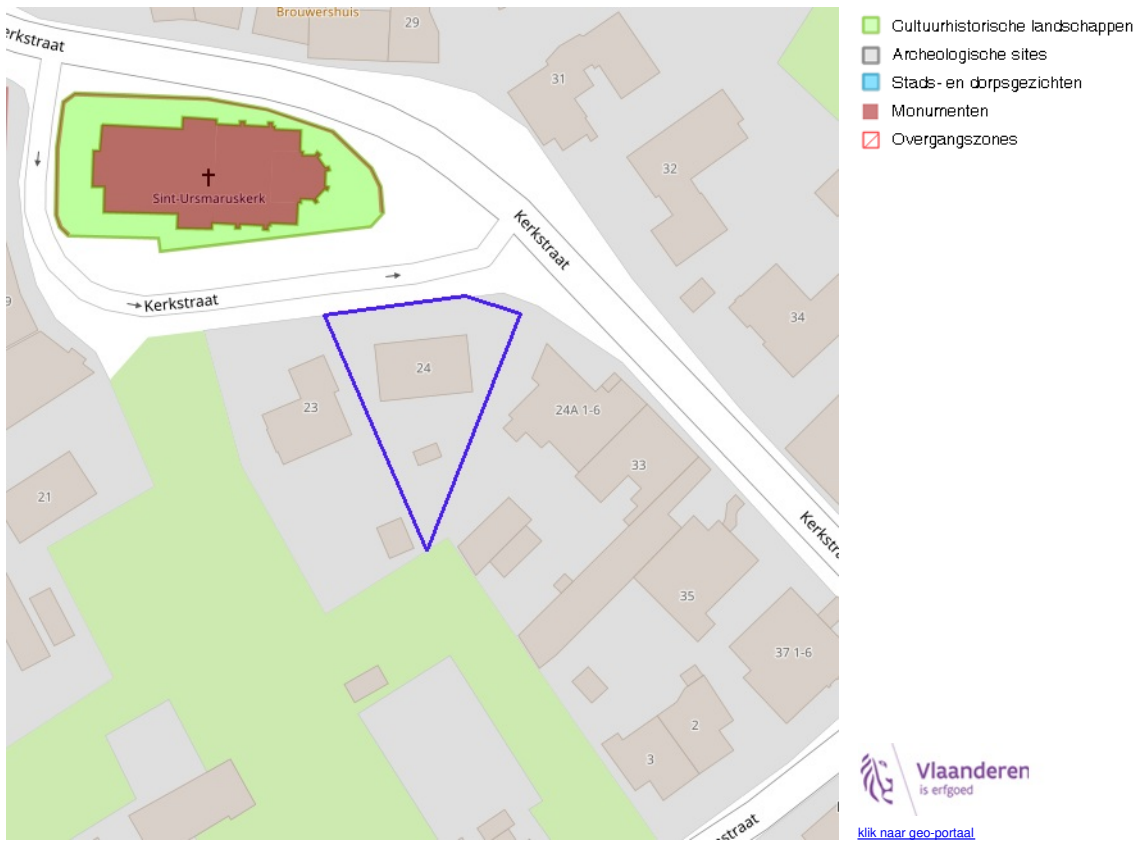 Brouwershuis
29
erkstraat
31
32
Sint-Ursmaruskerk
Kerkstraat
Kerkstraat
9
34
24
23
24A 1-6
33
21
Kerkstra
35
37 1-6
2
3
straat
Cultuurhistorische landschappen
Archeologische sites
Stads- en dorpsgezichten
Monumenten
Overgangszones
Vlaanderen
is erfgoed
klik naar geo-portaal